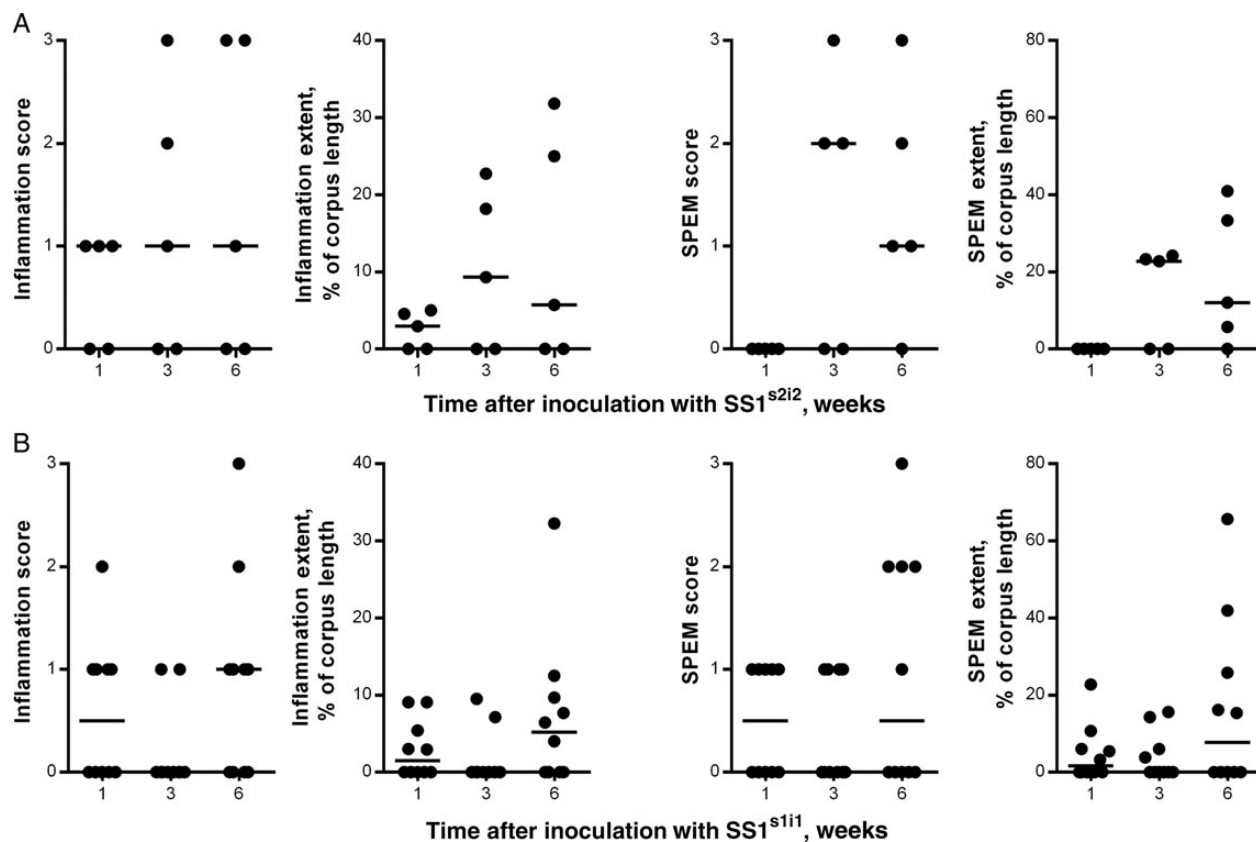 A
Inflammation score
3
2
1
0
1 3 6
Inflammation extent,
% of corpus length
40
30
20
10
0
1 3 6
SPEM score
3
2
1
0
1 3 6
SPEM extent,
% of corpus length
80
60
40
20
0
1 3 6
Time after inoculation with SS1s2i2, weeks
B
Inflammation score
3
2
1
0
1 3 6
Inflammation extent,
% of corpus length
40
30
20
10
0
1 3 6
SPEM score
3
2
1
0
1 3 6
SPEM extent,
% of corpus length
80
60
40
20
0
1 3 6
Time after inoculation with SS1s1i1, weeks